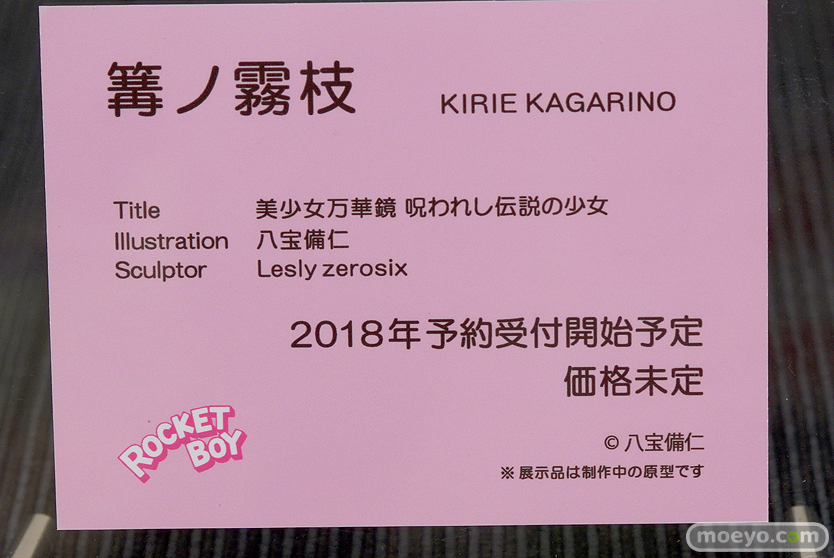 篝ノ霧枝 KIRIE KAGARINO
Title 美少女万華鏡 呪われし伝説の少女
Illustration 八宝備仁
Sculptor Lesly zerosix
2018年予約受付開始予定
価格未定
ROCKET
BOY
© 八宝備仁
※ 展示品は制作中の原型です
moeyo.com